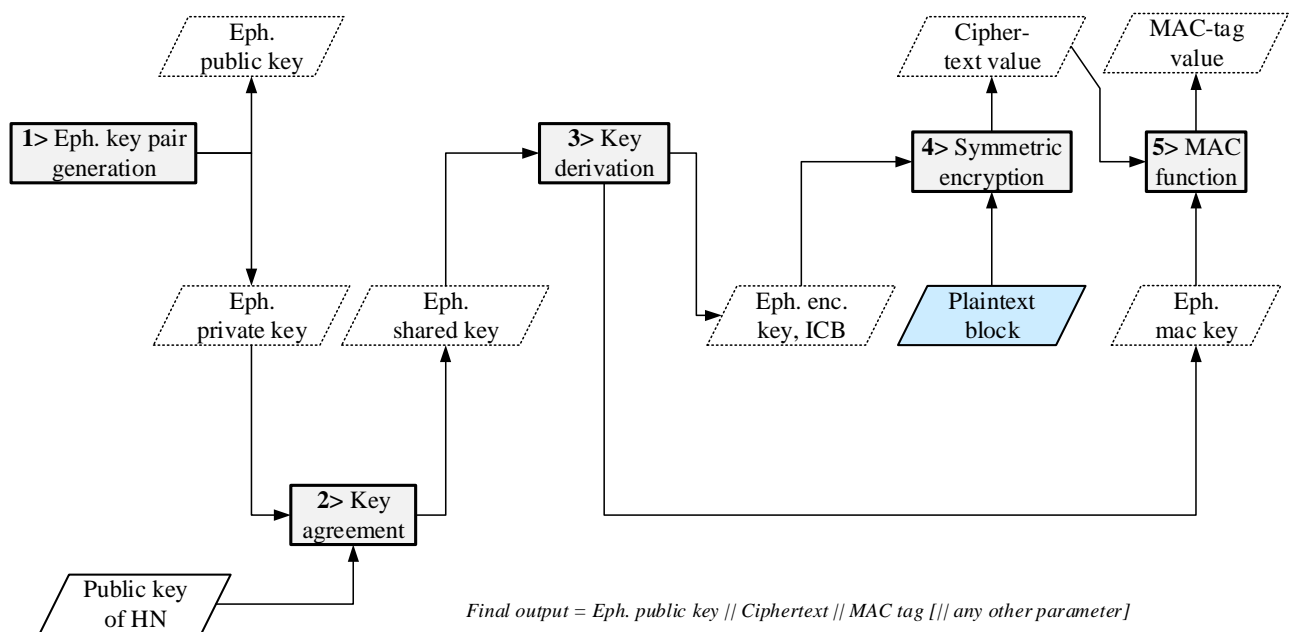 Eph.
public key
Cipher-
text value
MAC-tag
value
1> Eph. key pair
generation
3> Key
derivation
4> Symmetric
encryption
5> MAC
function
Eph.
private key
Eph.
shared key
Eph. enc.
key, ICB
Plaintext
block
Eph.
mac key
2> Key
agreement
Public key
of HN
Final output = Eph. public key || Ciphertext || MAC tag [|| any other parameter]